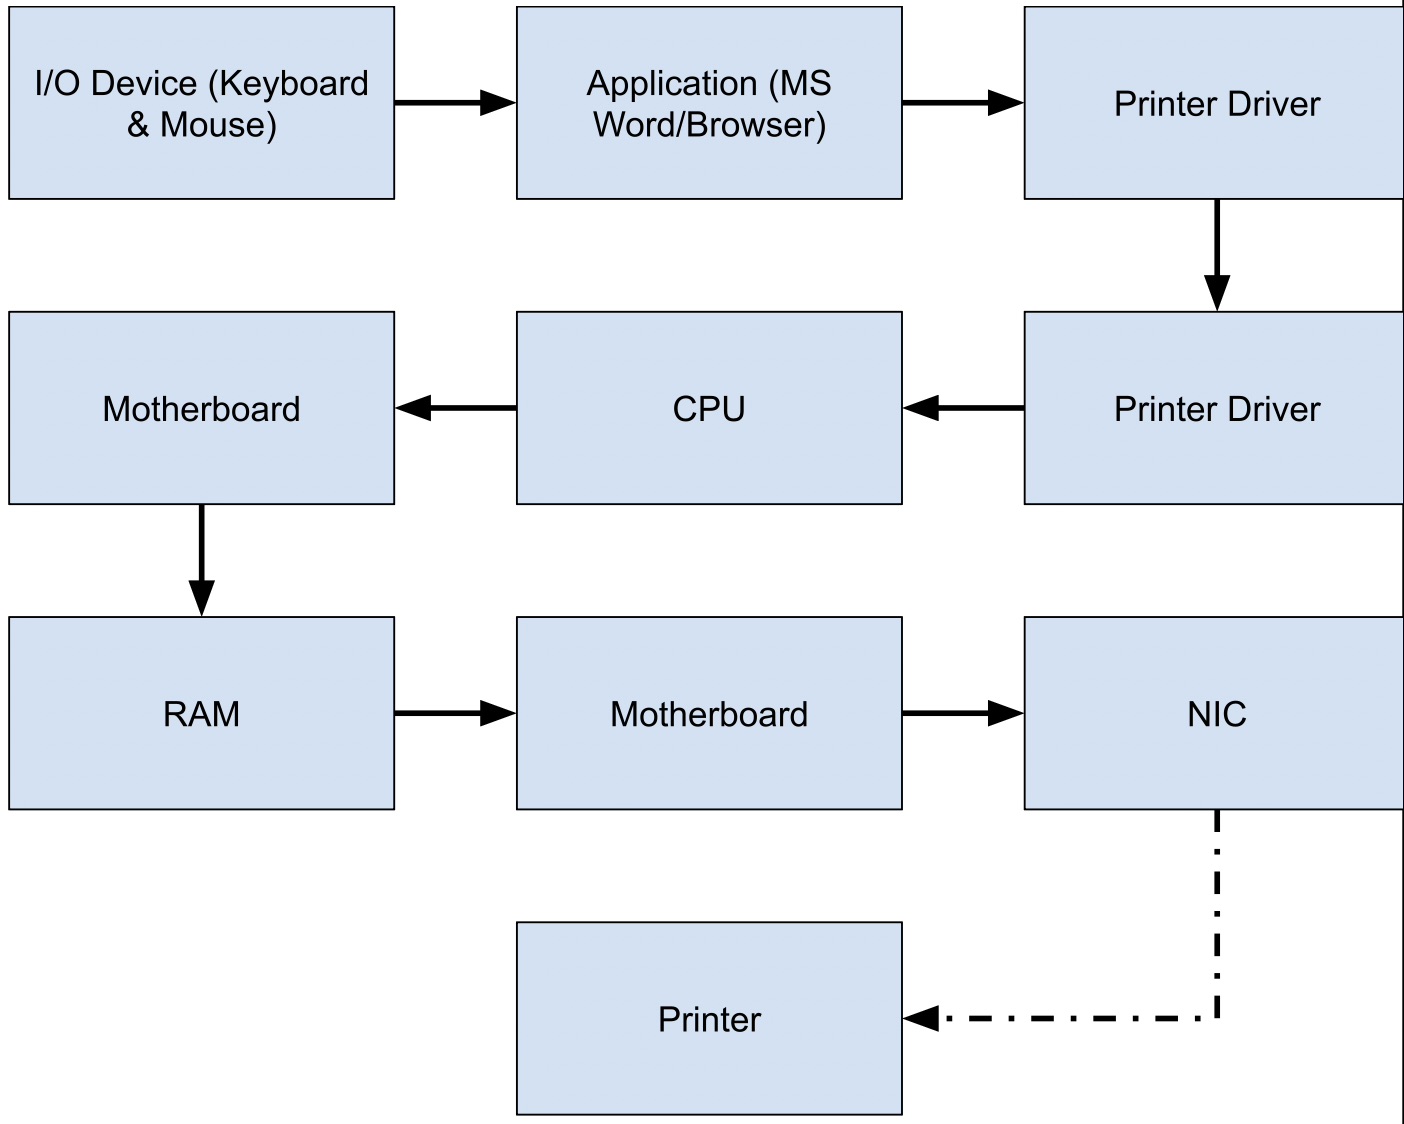 I/O Device (Keyboard
& Mouse)
Application (MS
Word/Browser)
Printer Driver
Motherboard
CPU
Printer Driver
RAM
Motherboard
NIC
Printer